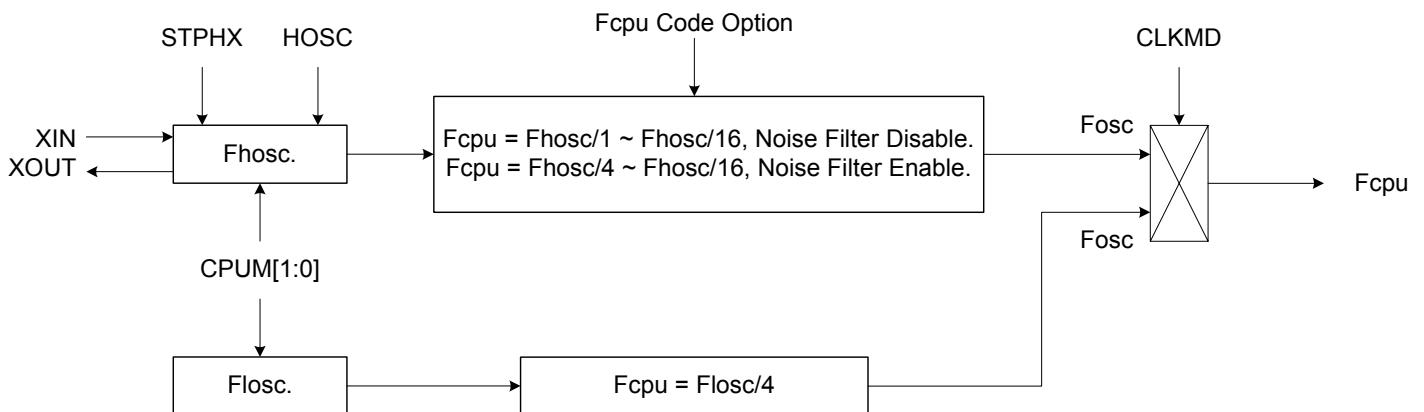 Fcpu Code Option
STPHX HOSC
CLKMD
XIN
XOUT
Fhosc.
Fcpu = Fhosc/1 ~ Fhosc/16, Noise Filter Disable.
Fcpu = Fhosc/4 ~ Fhosc/16, Noise Filter Enable.
Fosc
Fosc
Fcpu
CPUM[1:0]
Flosc.
Fcpu = Flosc/4